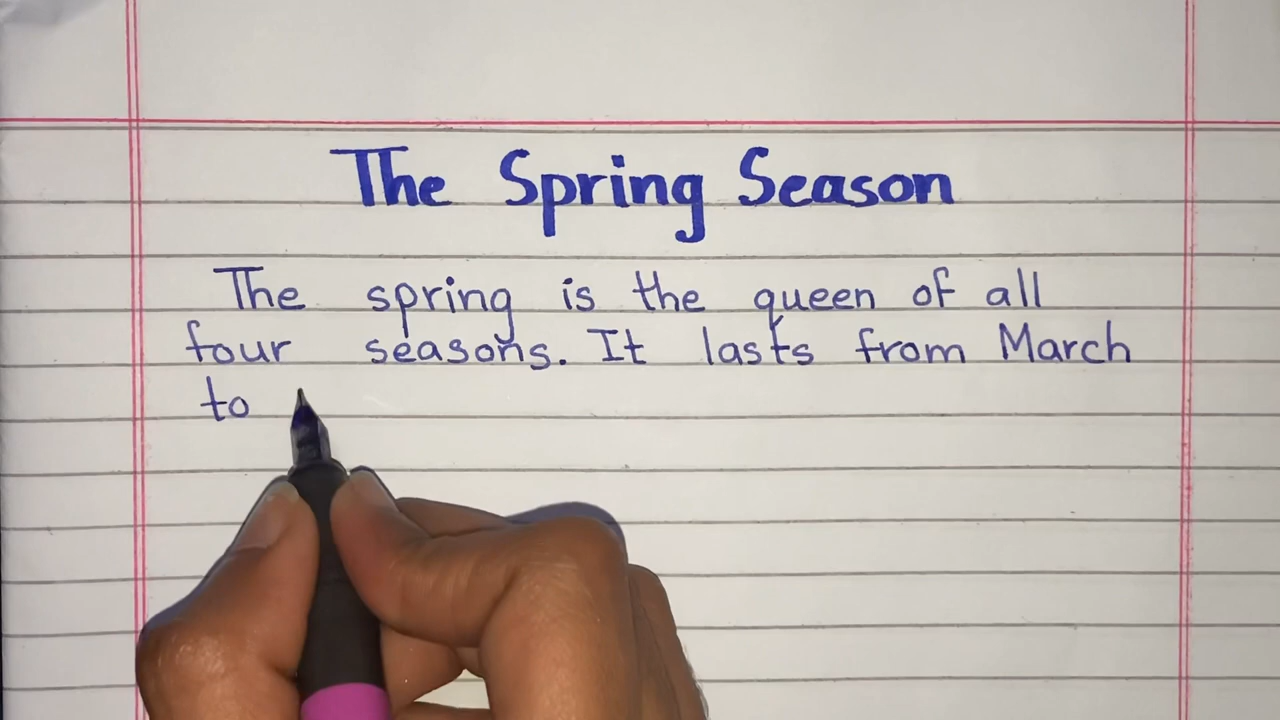 The Spring Season
The spring is the queen of all
four seasons. It lasts from March
to